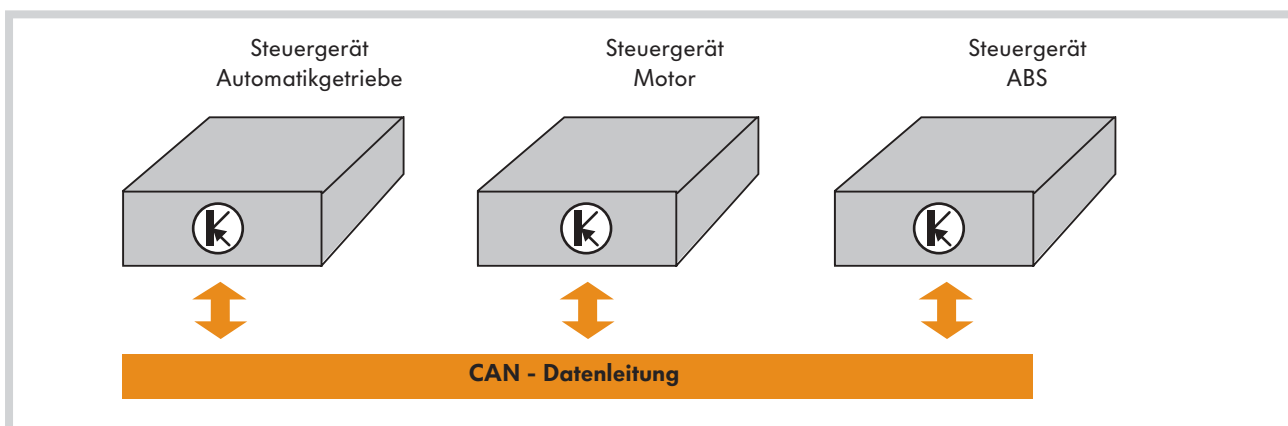 Steuergerät
Automatikgetriebe
Steuergerät
Motor
Steuergerät
ABS
CAN - Datenleitung